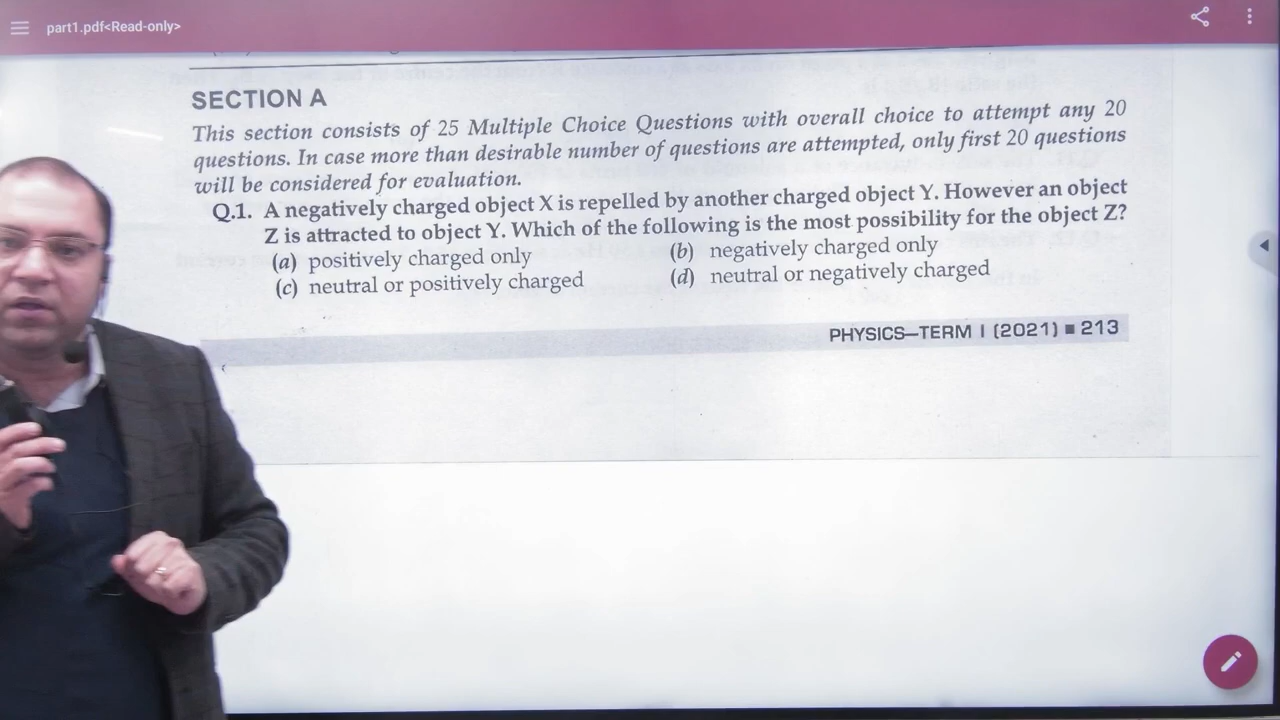 part1.pdf<Read-only>
SECTION A
This section consists of 25 Multiple Choice Questions with overall choice to attempt any 20
questions. In case more than desirable number of questions are attempted, only first 20 questions
will be considered for evaluation.
Q.1. A negatively charged object X is repelled by another charged object Y. However an object
Z is attracted to object Y. Which of the following is the most possibility for the object Z?
(a) positively charged only (b) negatively charged only
(c) neutral or positively charged (d) neutral or negatively charged
PHYSICS—TERM I (2021) ■ 213